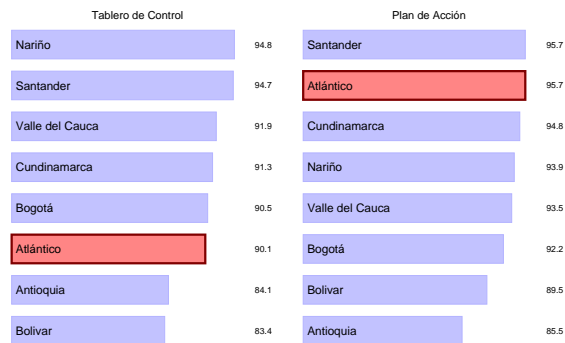 Tablero de Control
Nariño 94.8
Santander 94.7
Valle del Cauca 91.9
Cundinamarca 91.3
Bogotá 90.5
Atlántico 90.1
Antioquia 84.1
Bolivar 83.4
Plan de Acción
Santander 95.7
Atlántico 95.7
Cundinamarca 94.8
Nariño 93.9
Valle del Cauca 93.5
Bogotá 92.2
Bolivar 89.5
Antioquia 85.5